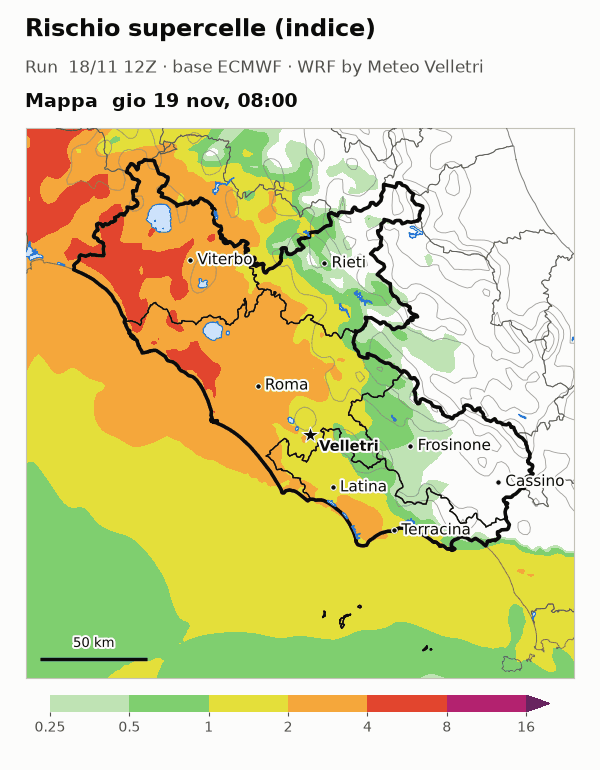 Rischio supercelle (indice)
Run  18/11 12Z · base ECMWF · WRF by Meteo Velletri
Mappa  gio 19 nov, 08:00
Viterbo
Rieti
Roma
Velletri
Frosinone
Latina
Cassino
Terracina
50 km
0.25 0.5 1 2 4 8 16